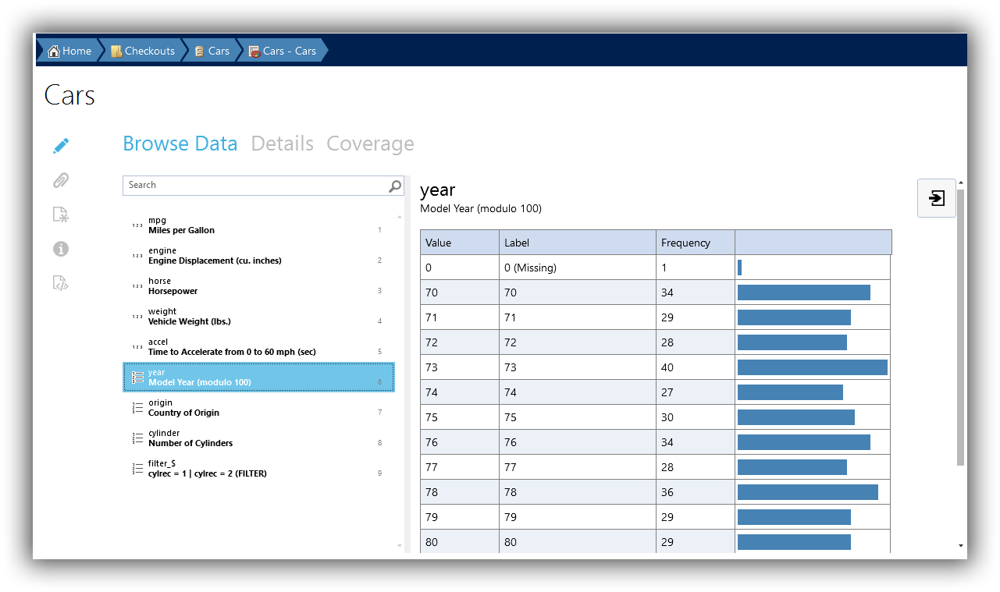 Home Checkouts Cars Cars - Cars
Cars
Browse Data Details Coverage
Search
mpg
Miles per Gallon 1
engine
Engine Displacement (cu. inches) 2
horse
Horsepower 3
weight
Vehicle Weight (lbs.) 4
accel
Time to Accelerate from 0 to 60 mph (sec) 5
year
Model Year (modulo 100) 6
origin
Country of Origin 7
cylinder
Number of Cylinders 8
filter_$
cylrec = 1 | cylrec = 2 (FILTER) 9
year
Model Year (modulo 100)
Value Label Frequency
0 0 (Missing) 1
70 70 34
71 71 29
72 72 28
73 73 40
74 74 27
75 75 30
76 76 34
77 77 28
78 78 36
79 79 29
80 80 29